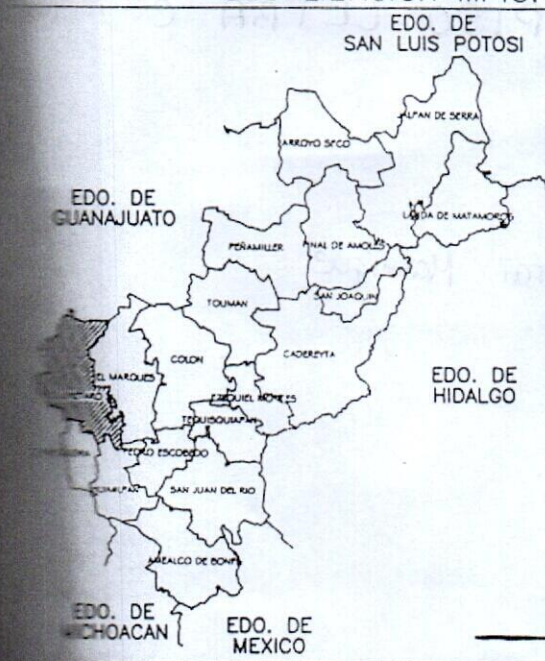 EDO. DE
SAN LUIS POTOSI
JALPAN DE SERRA
ARROYO SECO
EDO. DE
GUANAJUATO
LANDA DE MATAMOROS
PEÑAMILLER
PINAL DE AMOLES
TOLIMAN
SAN JOAQUIN
COLON
CADEREYTA
EL MARQUES
EDO. DE
HIDALGO
EZEQUIEL MONTES
TEQUISQUIAPAN
PEDRO ESCOBEDO
SAN JUAN DEL RIO
AMEALCO DE BONFIL
EDO. DE
MICHOACAN
EDO. DE
MEXICO